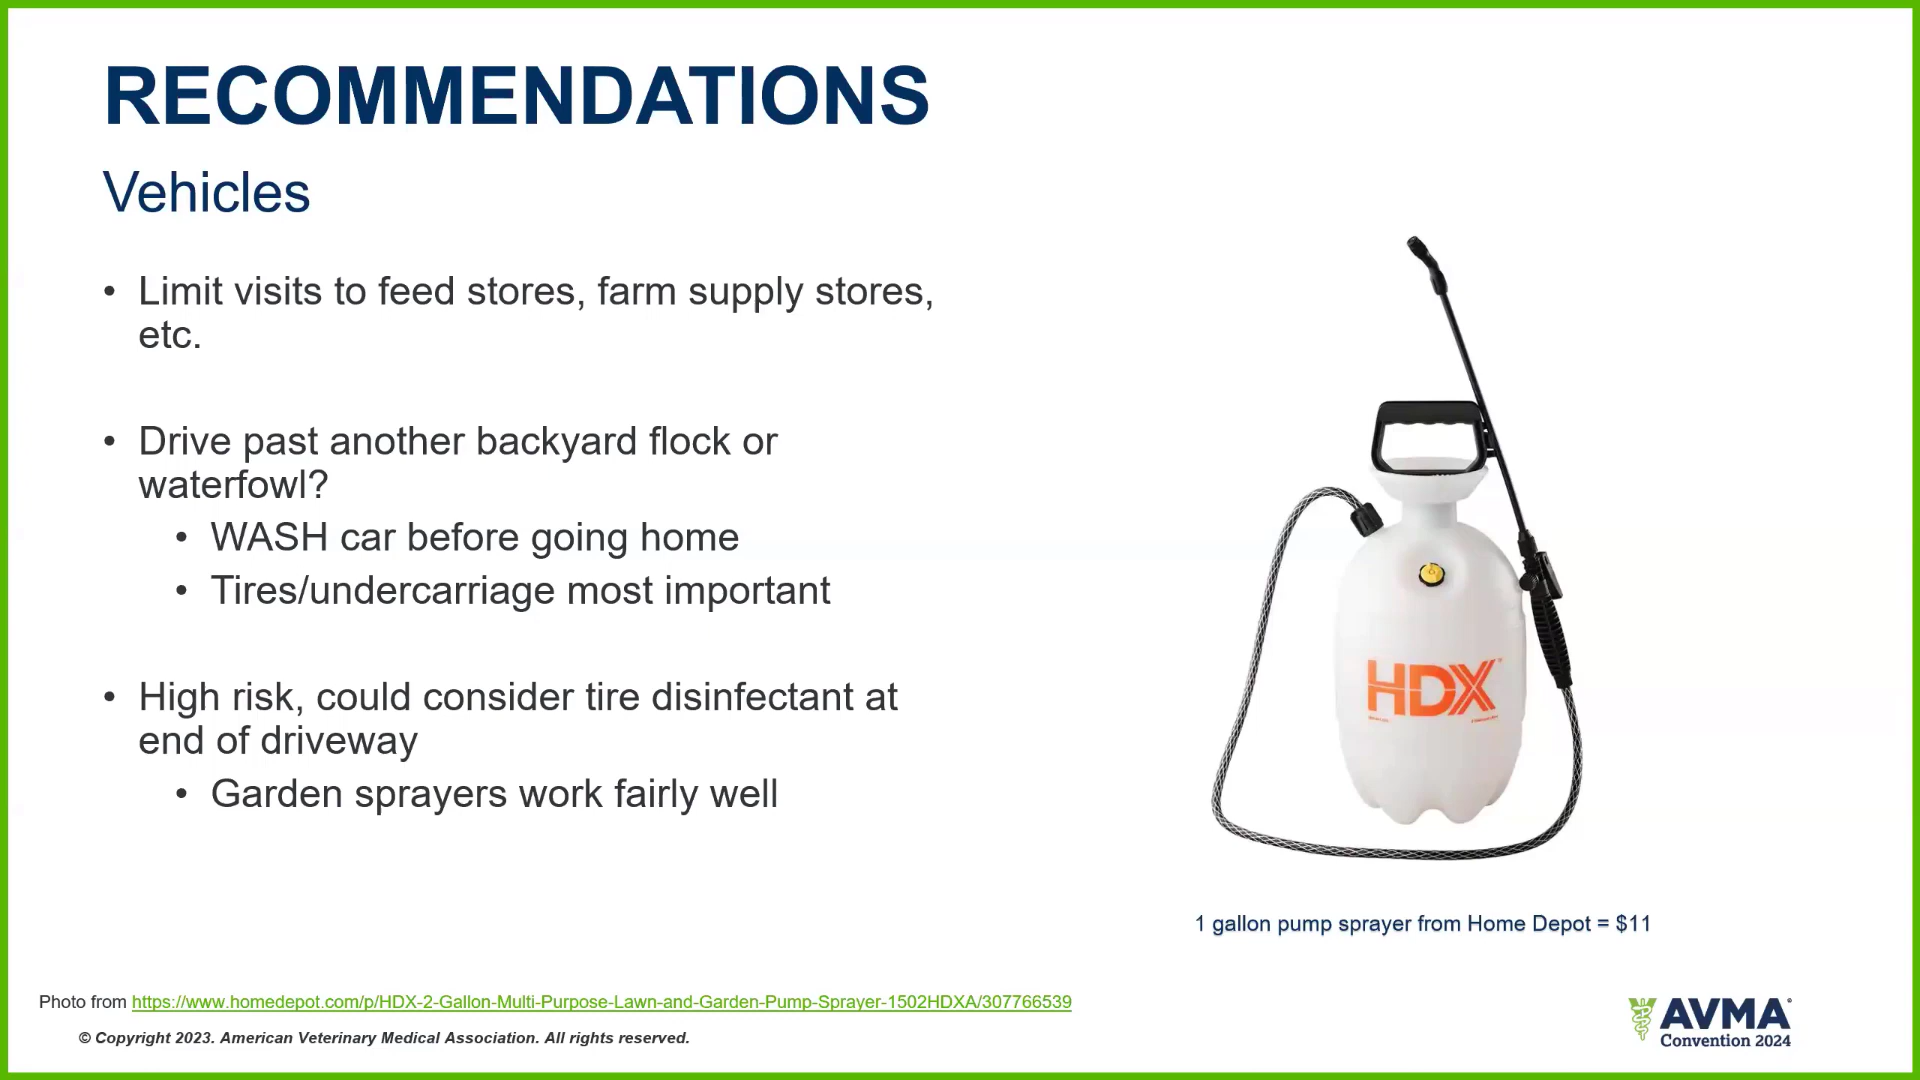 RECOMMENDATIONS
Vehicles
• Limit visits to feed stores, farm supply stores,
etc.
• Drive past another backyard flock or
waterfowl?
• WASH car before going home
• Tires/undercarriage most important
• High risk, could consider tire disinfectant at
end of driveway
• Garden sprayers work fairly well
HDX
1 gallon pump sprayer from Home Depot = $11
Photo from https://www.homedepot.com/p/HDX-2-Gallon-Multi-Purpose-Lawn-and-Garden-Pump-Sprayer-1502HDXA/307766539
© Copyright 2023. American Veterinary Medical Association. All rights reserved.
AVMA
Convention 2024